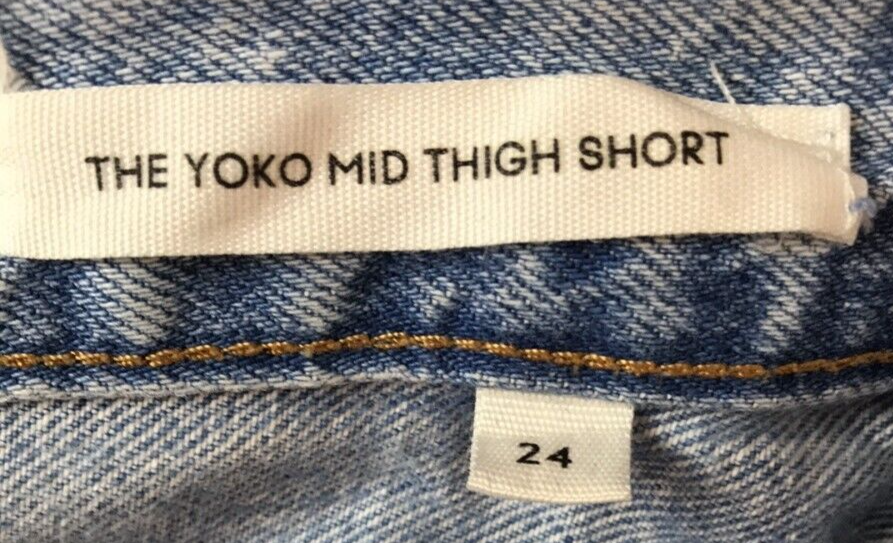 THE YOKO MID THIGH SHORT
24